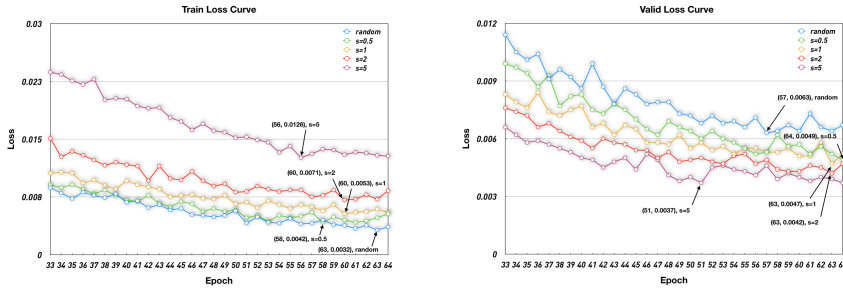 Train Loss Curve
0.03
0.023
0.015
0.008
0
Loss
random
s=0.5
s=1
s=2
s=5
(56, 0.0126), s=5
(60, 0.0071), s=2
(60, 0.0053), s=1
(58, 0.0042), s=0.5
(63, 0.0032), random
33 34 35 36 37 38 39 40 41 42 43 44 45 46 47 48 49 50 51 52 53 54 55 56 57 58 59 60 61 62 63 64
Epoch
Valid Loss Curve
0.012
0.009
0.006
0.003
0
Loss
random
s=0.5
s=1
s=2
s=5
(57, 0.0063), random
(64, 0.0049), s=0.5
(51, 0.0037), s=5
(63, 0.0047), s=1
(63, 0.0042), s=2
33 34 35 36 37 38 39 40 41 42 43 44 45 46 47 48 49 50 51 52 53 54 55 56 57 58 59 60 61 62 63 64
Epoch